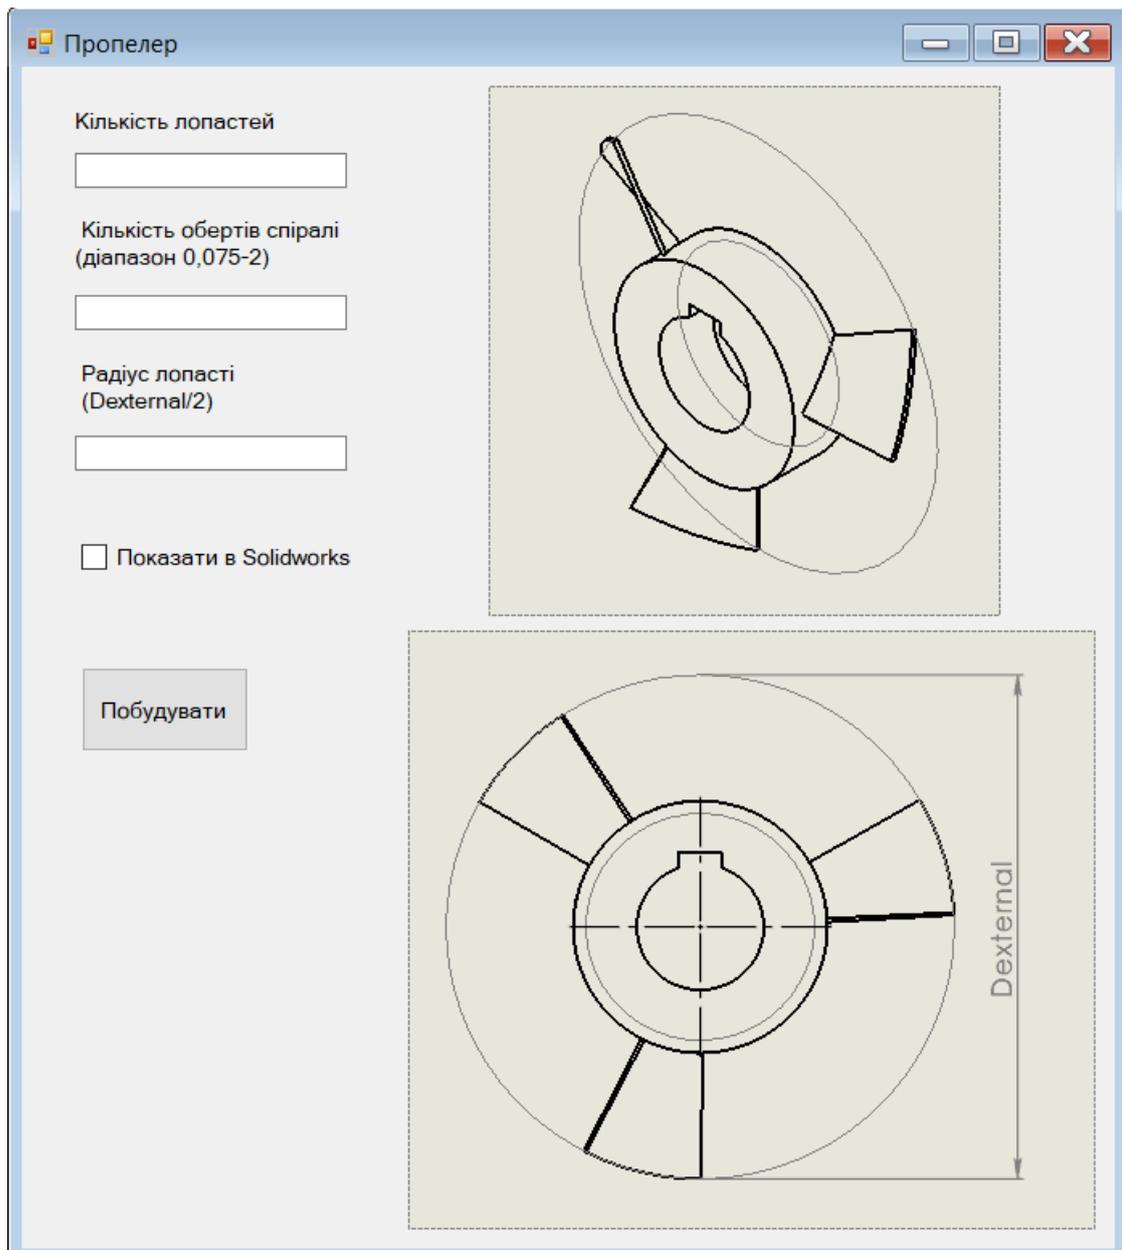 Пропелер
Кількість лопастей
Кількість обертів спіралі
(діапазон 0,075-2)
Радіус лопасті
(Dexternal/2)
Показати в Solidworks
Побудувати
Dexternal